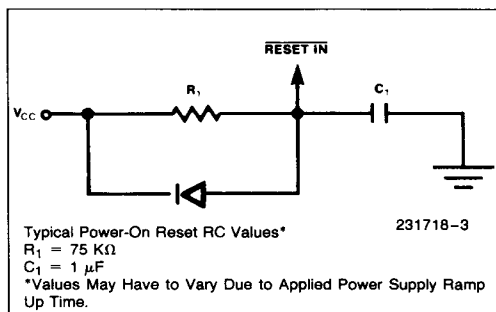 RESET IN
R₁
C₁
VCC
231718-3
Typical Power-On Reset RC Values*
R₁ = 75 KΩ
C₁ = 1 μF
*Values May Have to Vary Due to Applied Power Supply Ramp
Up Time.